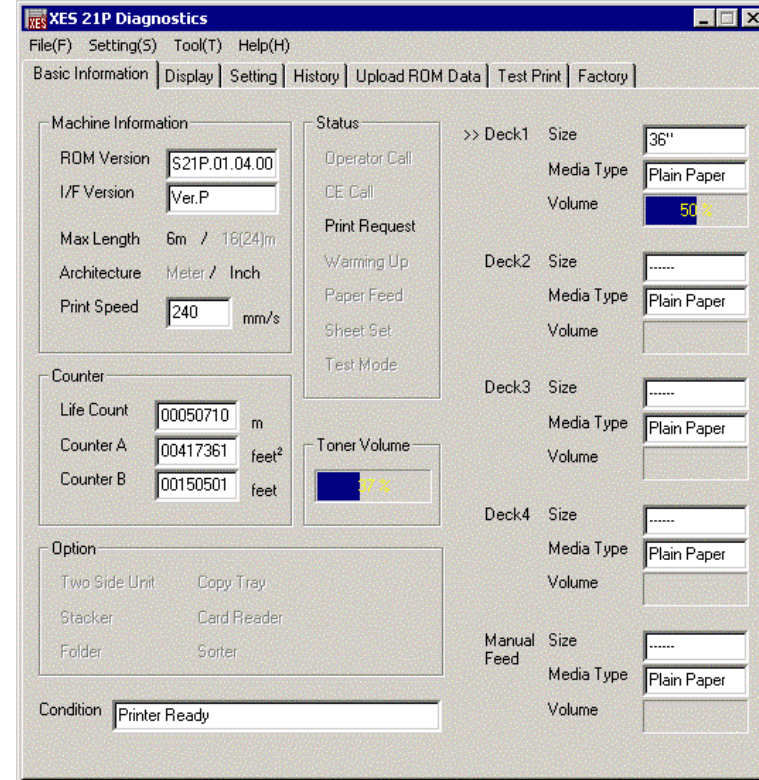 XES XES 21P Diagnostics
File(F) Setting(S) Tool(T) Help(H)
Basic Information Display Setting History Upload ROM Data Test Print Factory
Machine Information
ROM Version S21P.01.04.00
I/F Version Ver.P
Max Length 6m / 16(24)m
Architecture Meter / Inch
Print Speed 240 mm/s
Status
Operator Call
CE Call
Print Request
Warming Up
Paper Feed
Sheet Set
Test Mode
Counter
Life Count 00050710 m
Counter A 00417361 feet²
Counter B 00150501 feet
Toner Volume
37 %
Option
Two Side Unit Copy Tray
Stacker Card Reader
Folder Sorter
Condition Printer Ready
>> Deck1 Size 36''
Media Type Plain Paper
Volume 50 %
Deck2 Size -----
Media Type Plain Paper
Volume
Deck3 Size -----
Media Type Plain Paper
Volume
Deck4 Size -----
Media Type Plain Paper
Volume
Manual Feed Size -----
Media Type Plain Paper
Volume